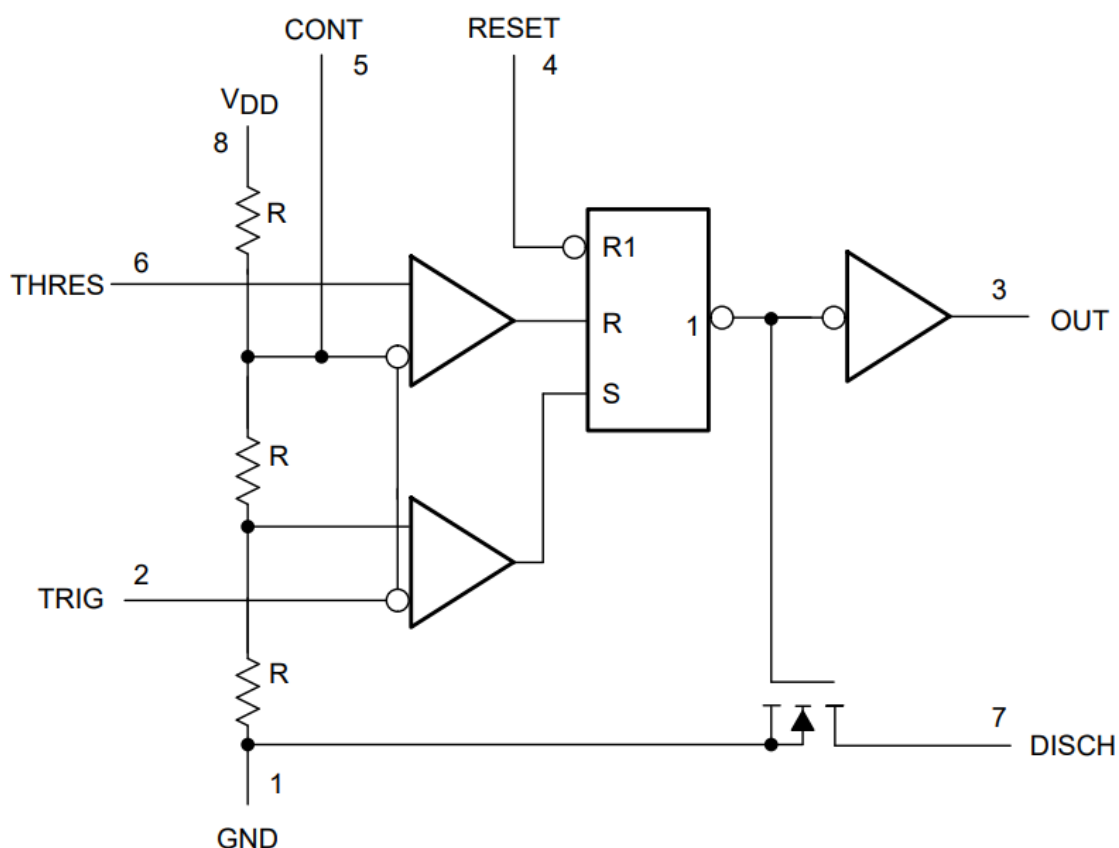 CONT
5
RESET
4
VDD
8
R
THRES
6
R1
R
1
S
3
OUT
R
TRIG
2
R
7
DISCH
1
GND